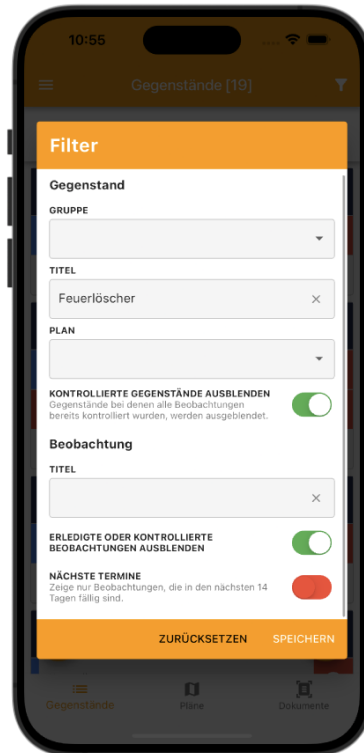 10:55
Gegenstände [19]
Filter
Gegenstand
GRUPPE
TITEL
Feuerlöscher
PLAN
KONTROLLIERTE GEGENSTÄNDE AUSBLENDEN
Gegenstände bei denen alle Beobachtungen
bereits kontrolliert wurden, werden ausgeblendet.
Beobachtung
TITEL
ERLEDIGTE ODER KONTROLLIERTE
BEOBACHTUNGEN AUSBLENDEN
NÄCHSTE TERMINE
Zeige nur Beobachtungen, die in den nächsten 14
Tagen fällig sind.
ZURÜCKSETZEN SPEICHERN
Gegenstände Pläne Dokumente